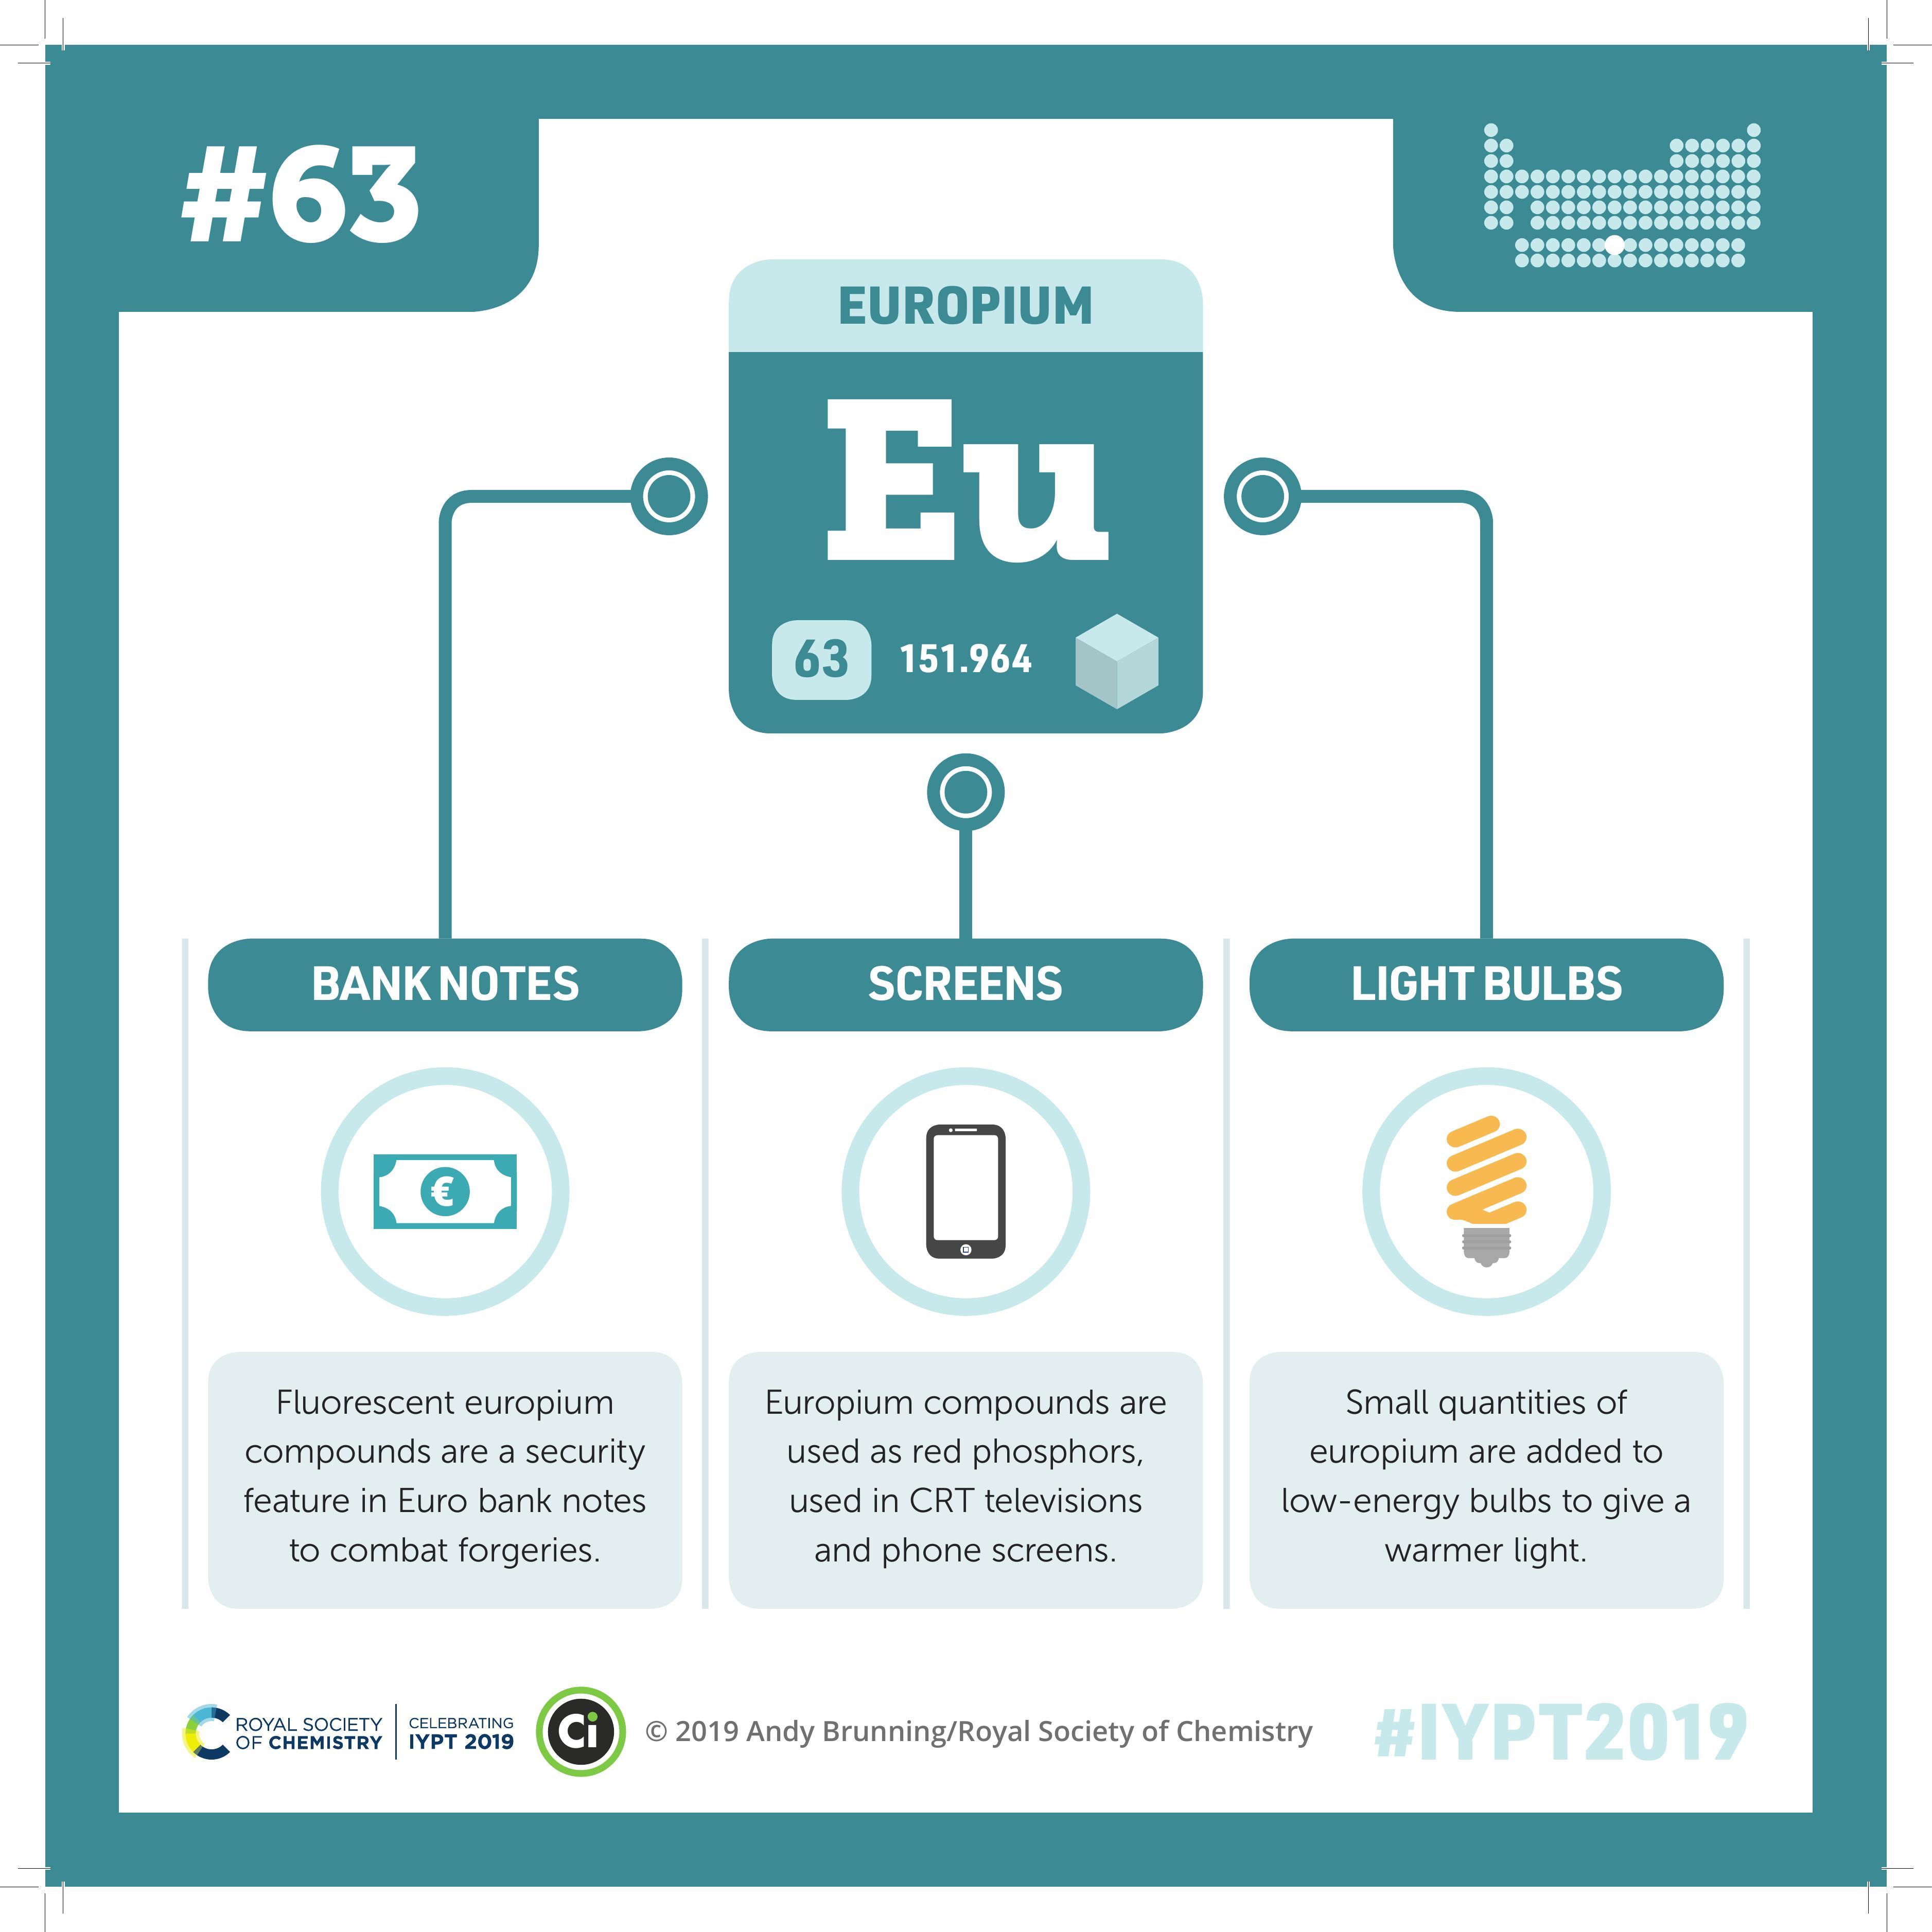 #63
EUROPIUM
Eu
63
151.964
BANK NOTES
Fluorescent europium
compounds are a security
feature in Euro bank notes
to combat forgeries.
SCREENS
Europium compounds are
used as red phosphors,
used in CRT televisions
and phone screens.
LIGHT BULBS
Small quantities of
europium are added to
low-energy bulbs to give a
warmer light.
€
ROYAL SOCIETY
OF CHEMISTRY
CELEBRATING
IYPT 2019
Ci
© 2019 Andy Brunning/Royal Society of Chemistry
#IYPT2019